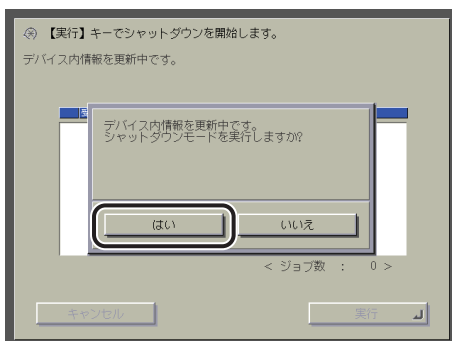 【実行】キーでシャットダウンを開始します。
デバイス内情報を更新中です。
デバイス内情報を更新中です。
シャットダウンモードを実行しますか?
はい
いいえ
< ジョブ数 : 0 >
キャンセル
実行